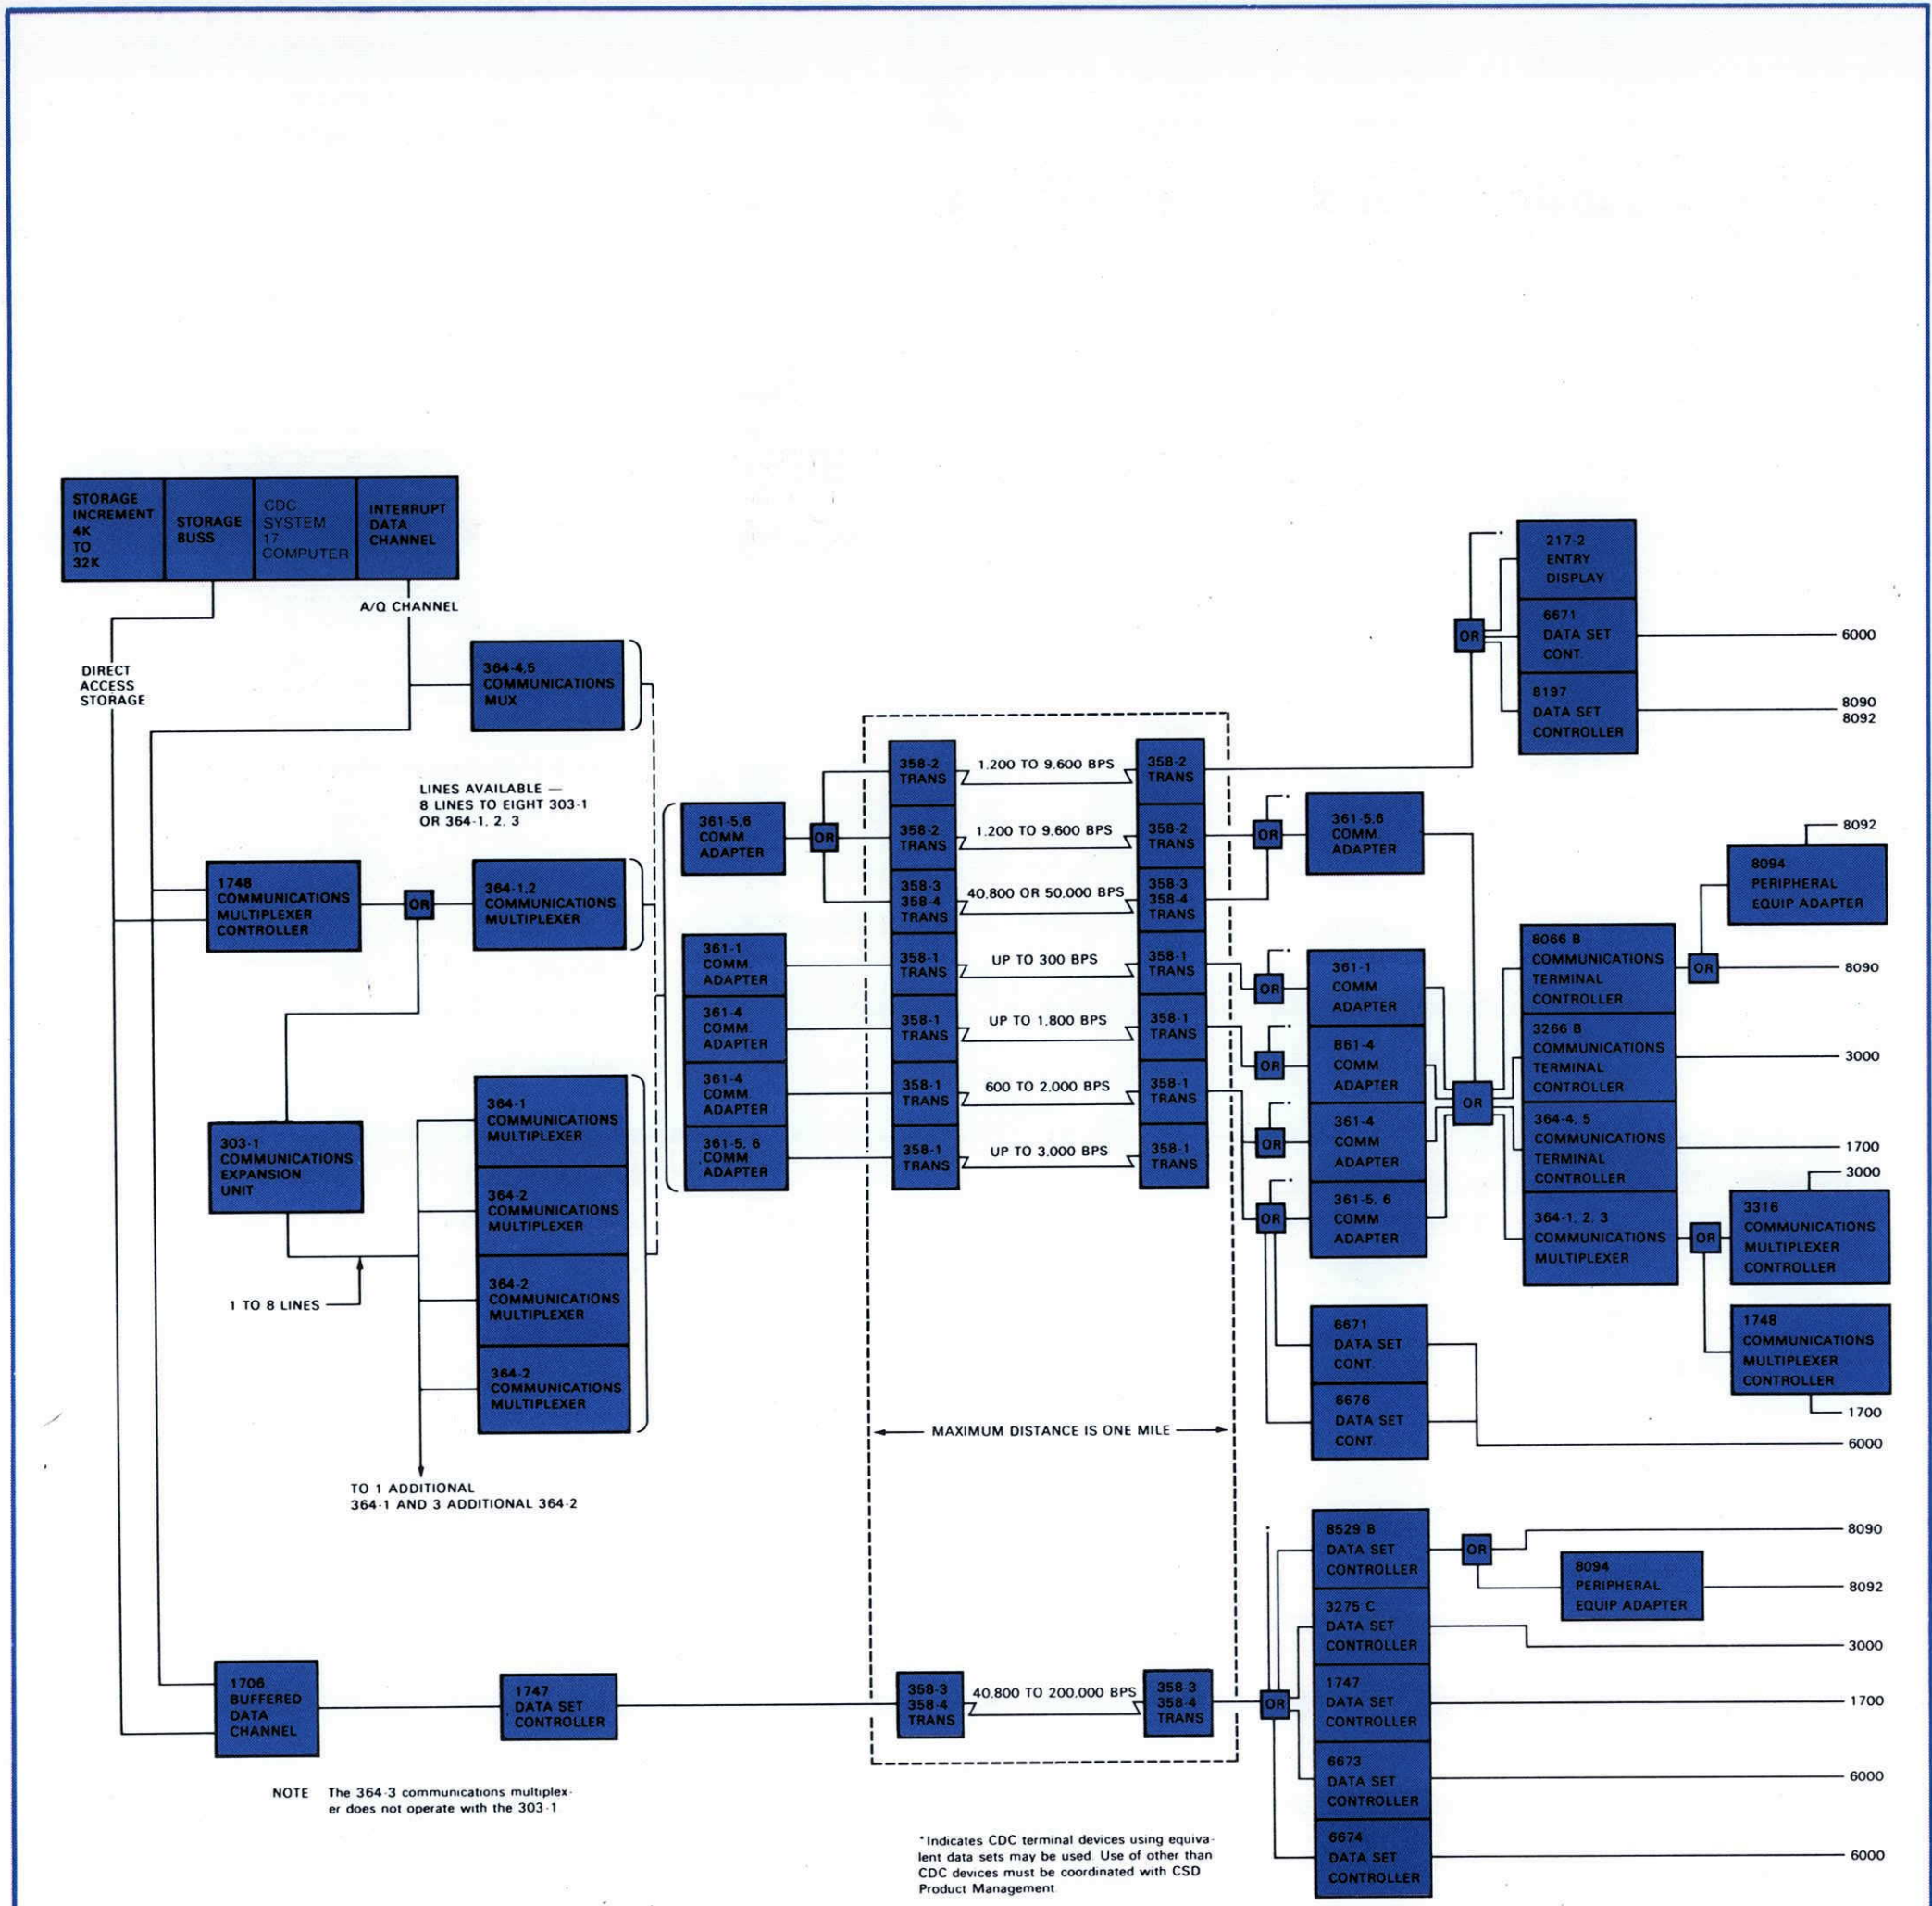 STORAGE
INCREMENT
4K
TO
32K
STORAGE
BUSS
CDC
SYSTEM
17
COMPUTER
INTERRUPT
DATA
CHANNEL
A/Q CHANNEL
DIRECT
ACCESS
STORAGE
364-4,5
COMMUNICATIONS
MUX
LINES AVAILABLE —
8 LINES TO EIGHT 303-1
OR 364-1, 2, 3
1748
COMMUNICATIONS
MULTIPLEXER
CONTROLLER
OR
364-1,2
COMMUNICATIONS
MULTIPLEXER
303-1
COMMUNICATIONS
EXPANSION
UNIT
1 TO 8 LINES
364-1
COMMUNICATIONS
MULTIPLEXER
364-2
COMMUNICATIONS
MULTIPLEXER
364-2
COMMUNICATIONS
MULTIPLEXER
364-2
COMMUNICATIONS
MULTIPLEXER
TO 1 ADDITIONAL
364-1 AND 3 ADDITIONAL 364-2
361-5,6
COMM.
ADAPTER
OR
361-1
COMM.
ADAPTER
361-4
COMM.
ADAPTER
361-4
COMM.
ADAPTER
361-5, 6
COMM
ADAPTER
358-2
TRANS
1.200 TO 9.600 BPS
358-2
TRANS
358-2
TRANS
1.200 TO 9.600 BPS
358-2
TRANS
358-3
358-4
TRANS
40.800 OR 50.000 BPS
358-3
358-4
TRANS
358-1
TRANS
UP TO 300 BPS
358-1
TRANS
358-1
TRANS
UP TO 1.800 BPS
358-1
TRANS
358-1
TRANS
600 TO 2.000 BPS
358-1
TRANS
358-1
TRANS
UP TO 3.000 BPS
358-1
TRANS
MAXIMUM DISTANCE IS ONE MILE
OR
217-2
ENTRY
DISPLAY
6671
DATA SET
CONT.
6000
8197
DATA SET
CONTROLLER
8090
8092
OR
361-5,6
COMM.
ADAPTER
OR
361-1
COMM
ADAPTER
OR
861-4
COMM
ADAPTER
OR
361-4
COMM
ADAPTER
OR
361-5, 6
COMM
ADAPTER
OR
8066 B
COMMUNICATIONS
TERMINAL
CONTROLLER
OR
8092
8094
PERIPHERAL
EQUIP ADAPTER
8090
3266 B
COMMUNICATIONS
TERMINAL
CONTROLLER
3000
364-4, 5
COMMUNICATIONS
TERMINAL
CONTROLLER
1700
364-1, 2, 3
COMMUNICATIONS
MULTIPLEXER
OR
3000
3316
COMMUNICATIONS
MULTIPLEXER
CONTROLLER
1748
COMMUNICATIONS
MULTIPLEXER
CONTROLLER
1700
6671
DATA SET
CONT.
6676
DATA SET
CONT.
6000
1706
BUFFERED
DATA
CHANNEL
1747
DATA SET
CONTROLLER
358-3
358-4
TRANS
40.800 TO 200.000 BPS
358-3
358-4
TRANS
OR
8529 B
DATA SET
CONTROLLER
OR
8090
8094
PERIPHERAL
EQUIP ADAPTER
8092
3275 C
DATA SET
CONTROLLER
3000
1747
DATA SET
CONTROLLER
1700
6673
DATA SET
CONTROLLER
6000
6674
DATA SET
CONTROLLER
6000
NOTE The 364-3 communications multiplex-
er does not operate with the 303-1
*Indicates CDC terminal devices using equiva-
lent data sets may be used. Use of other than
CDC devices must be coordinated with CSD
Product Management